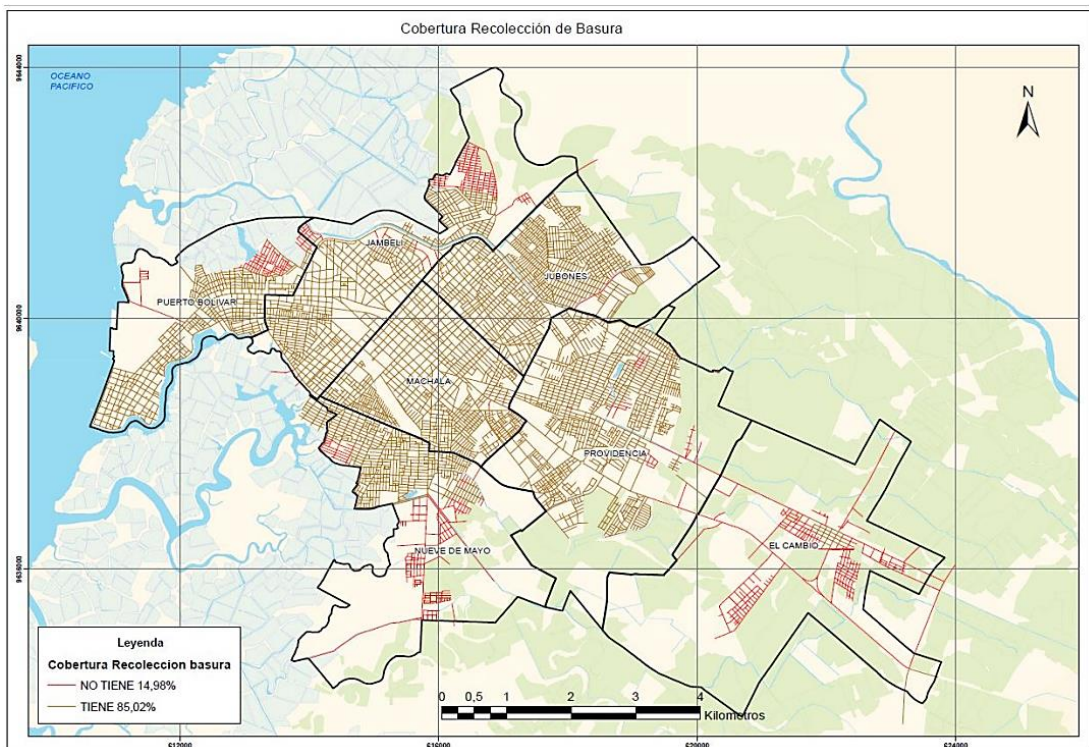 Cobertura Recolección de Basura
OCEANO
PACIFICO
N
JAMBELI
JUBONES
PUERTO BOLIVAR
MACHALA
PROVIDENCIA
EL CAMBIO
NUEVE DE MAYO
9644000
9640000
9636000
Leyenda
Cobertura Recoleccion basura
NO TIENE 14,98%
TIENE 85,02%
0 0,5 1 2 3 4
Kilometros
612000 616000 620000 624000